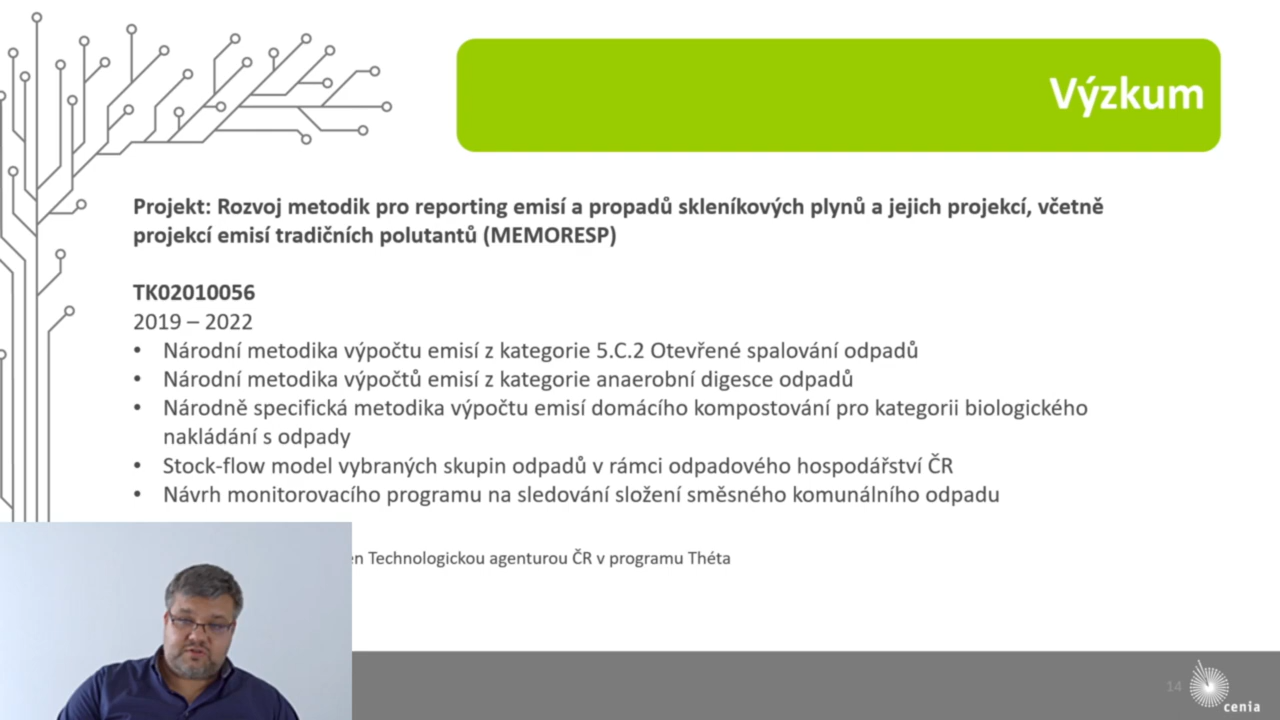 Výzkum
Projekt: Rozvoj metodik pro reporting emisí a propadů skleníkových plynů a jejich projekcí, včetně
projekcí emisí tradičních polutantů (MEMORESP)
TK02010056
2019 – 2022
• Národní metodika výpočtu emisí z kategorie 5.C.2 Otevřené spalování odpadů
• Národní metodika výpočtů emisí z kategorie anaerobní digesce odpadů
• Národně specifická metodika výpočtu emisí domácího kompostování pro kategorii biologického
nakládání s odpady
• Stock-flow model vybraných skupin odpadů v rámci odpadového hospodářství ČR
• Návrh monitorovacího programu na sledování složení směsného komunálního odpadu
Technologickou agenturou ČR v programu Théta
14
cenia